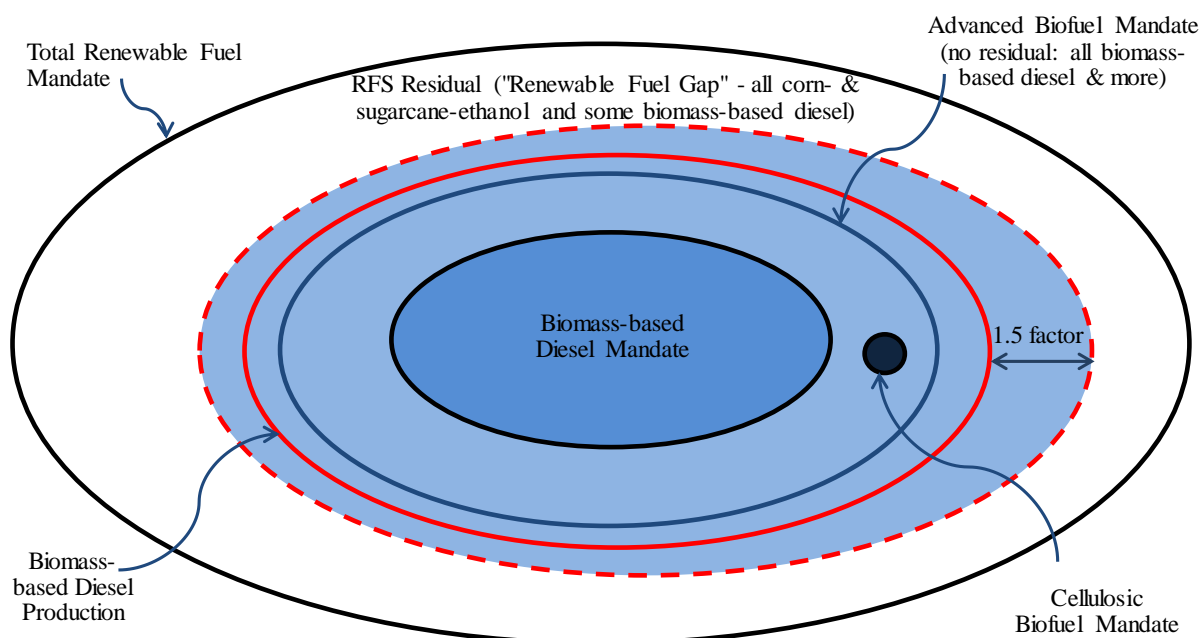 Total Renewable Fuel
Mandate
RFS Residual ("Renewable Fuel Gap" - all corn- &
sugarcane-ethanol and some biomass-based diesel)
Advanced Biofuel Mandate
(no residual: all biomass-
based diesel & more)
Biomass-based
Diesel Mandate
1.5 factor
Biomass-
based Diesel
Production
Cellulosic
Biofuel Mandate